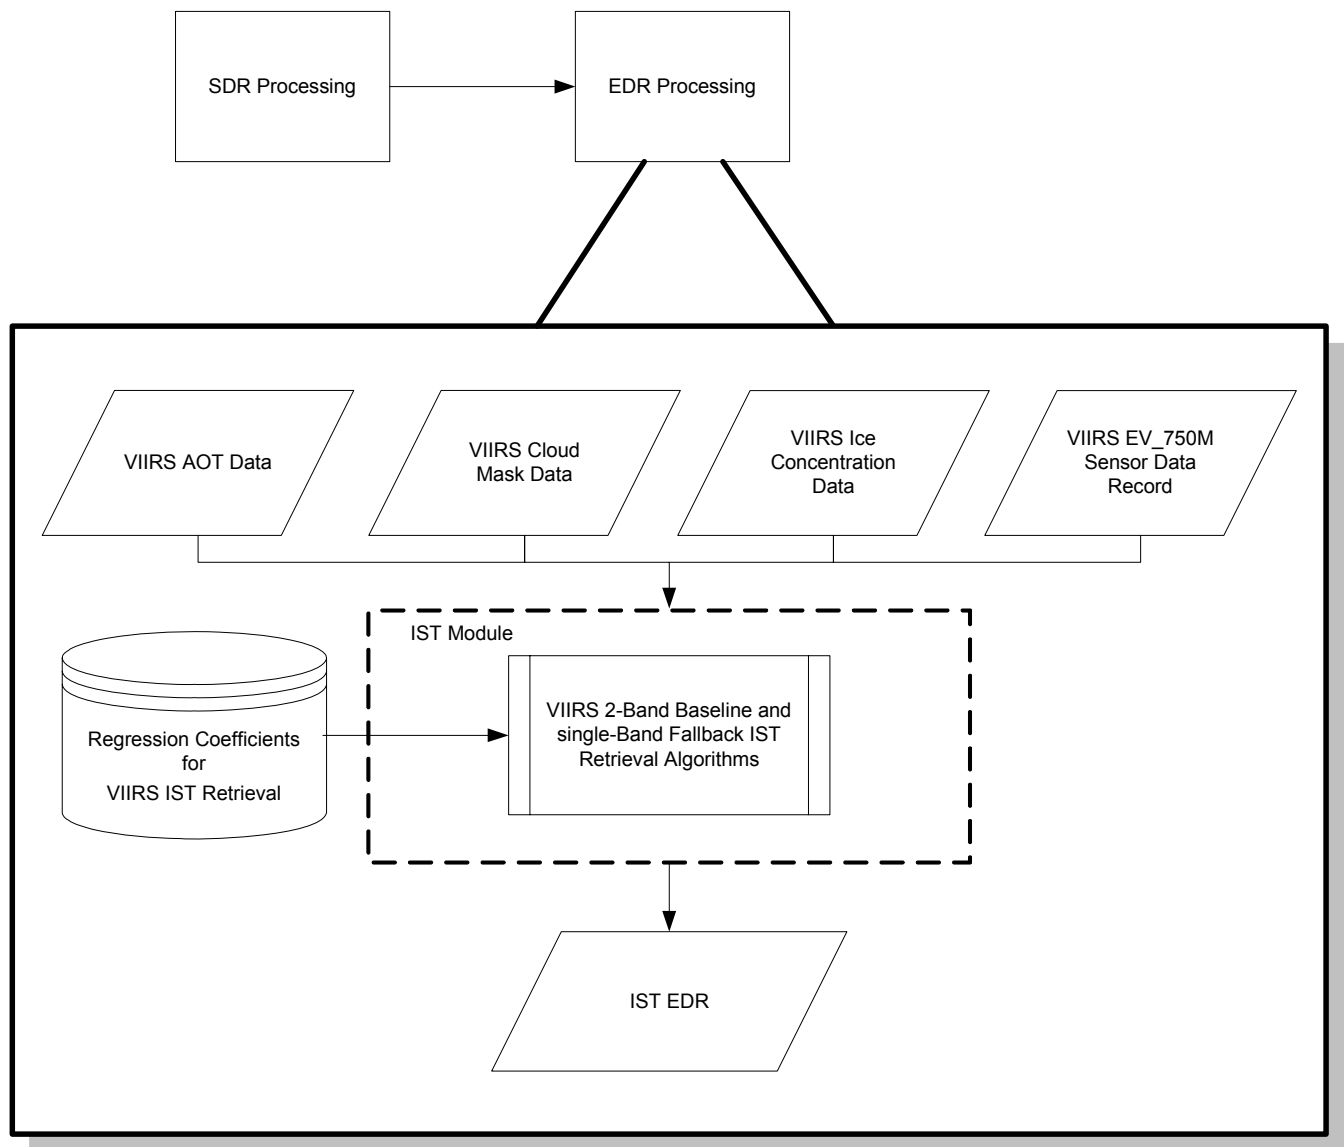 SDR Processing
EDR Processing
VIIRS AOT Data
VIIRS Cloud
Mask Data
VIIRS Ice
Concentration
Data
VIIRS EV_750M
Sensor Data
Record
IST Module
Regression Coefficients
for
VIIRS IST Retrieval
VIIRS 2-Band Baseline and
single-Band Fallback IST
Retrieval Algorithms
IST EDR